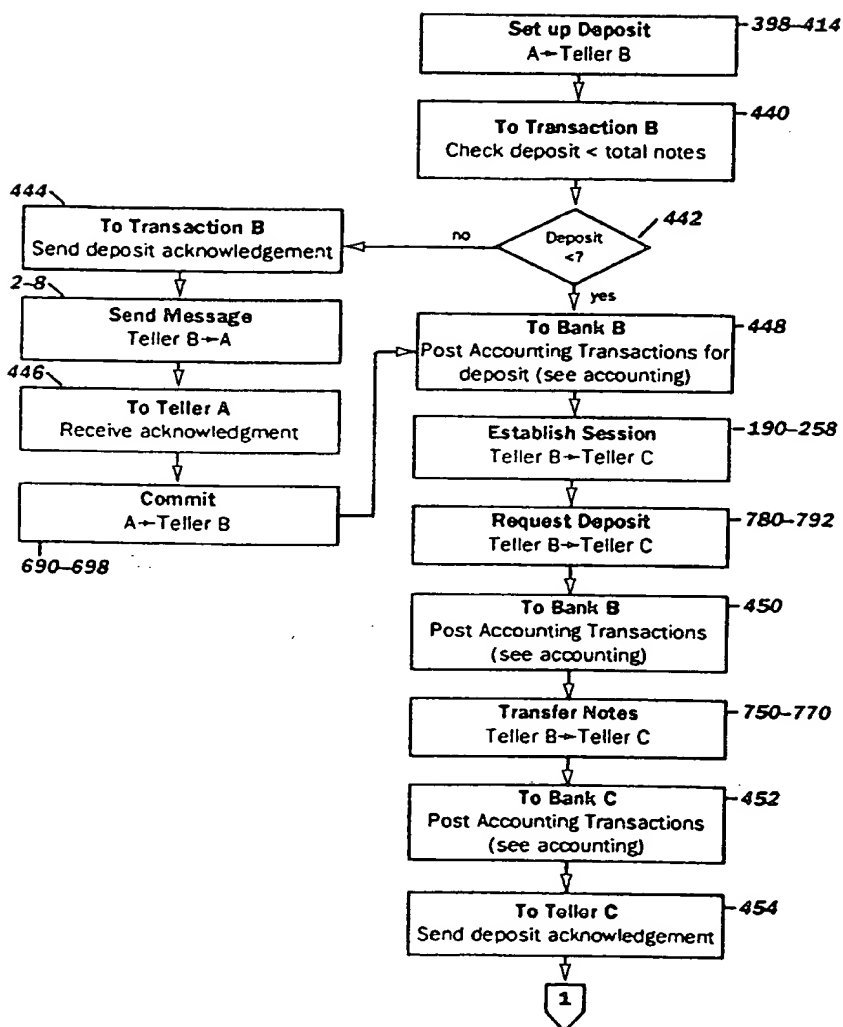 Set up Deposit
A→Teller B
398–414
To Transaction B
Check deposit < total notes
440
Deposit
<?
442
no
yes
444
To Transaction B
Send deposit acknowledgement
2–8
Send Message
Teller B→A
446
To Teller A
Receive acknowledgment
Commit
A→Teller B
690–698
To Bank B
Post Accounting Transactions for
deposit (see accounting)
448
Establish Session
Teller B→Teller C
190–258
Request Deposit
Teller B→Teller C
780–792
To Bank B
Post Accounting Transactions
(see accounting)
450
Transfer Notes
Teller B→Teller C
750–770
To Bank C
Post Accounting Transactions
(see accounting)
452
To Teller C
Send deposit acknowledgement
454
1